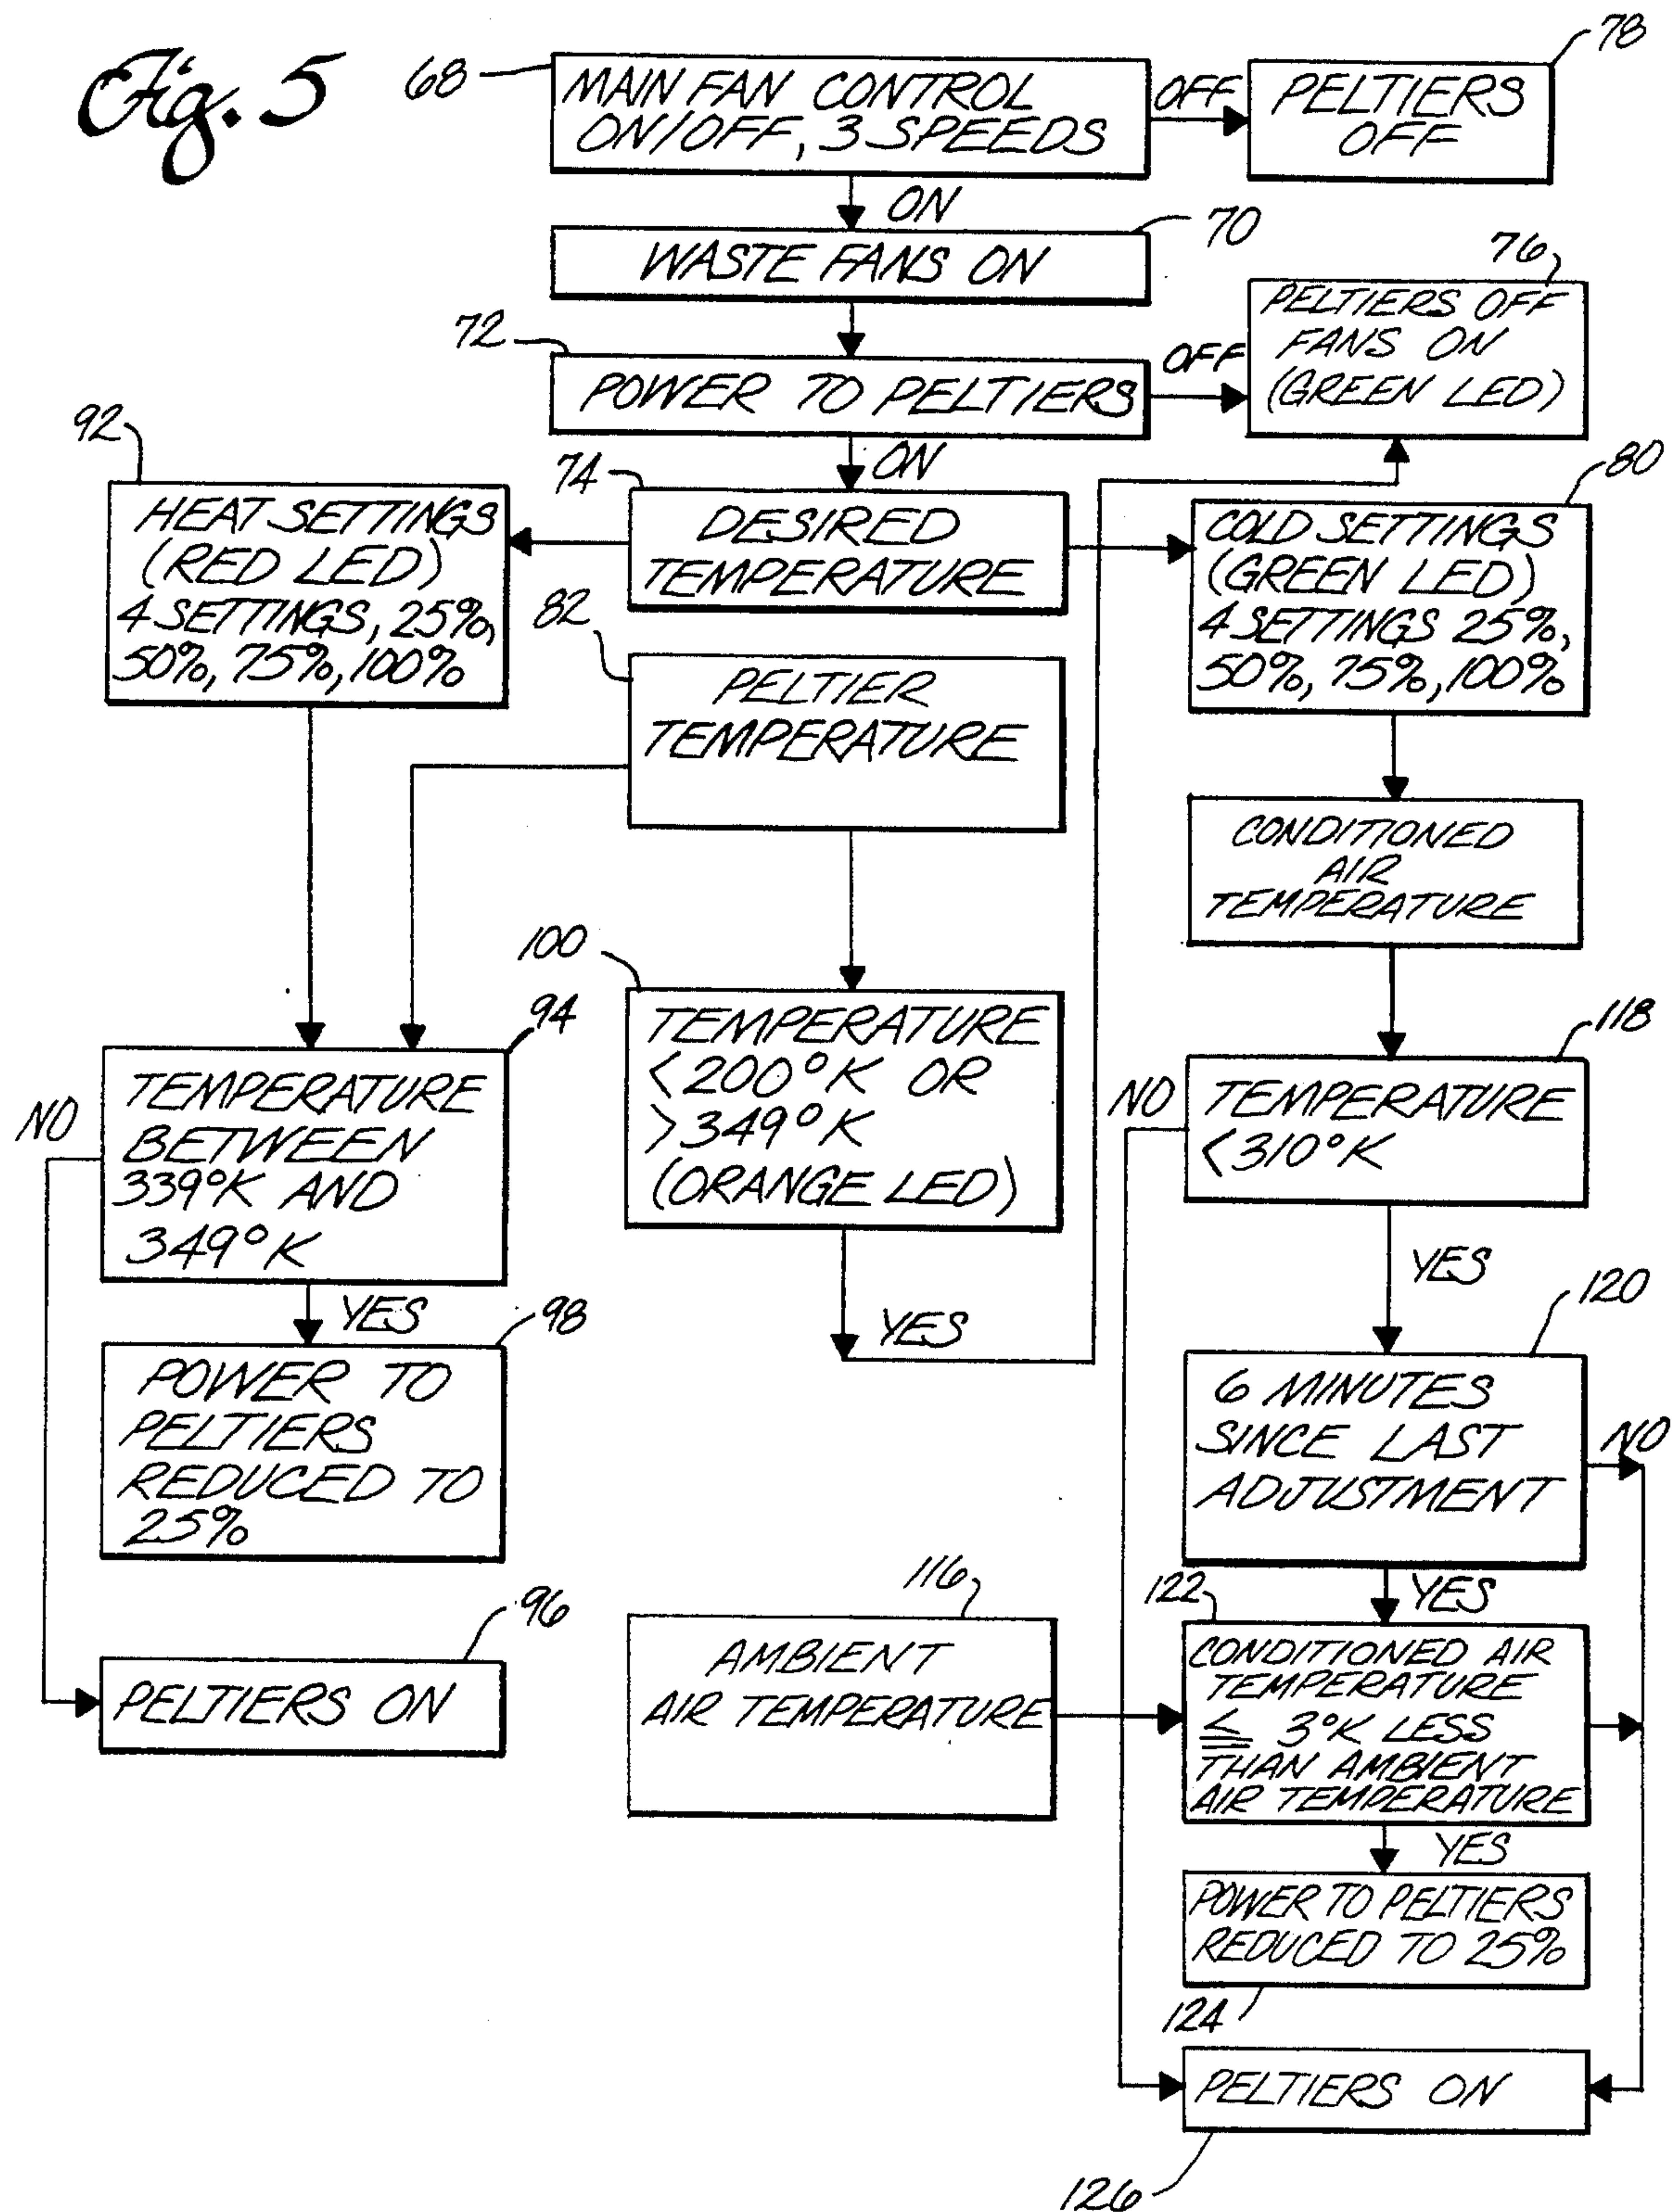 Fig. 5
68
MAIN FAN CONTROL
ON/OFF, 3 SPEEDS
OFF
78
PELTIERS
OFF
ON
70
WASTE FANS ON
76
PELTIERS OFF
FANS ON
(GREEN LED)
72
POWER TO PELTIERS
OFF
ON
92
HEAT SETTINGS
(RED LED)
4 SETTINGS, 25%,
50%, 75%, 100%
74
DESIRED
TEMPERATURE
80
COLD SETTINGS
(GREEN LED)
4 SETTINGS 25%,
50%, 75%, 100%
82
PELTIER
TEMPERATURE
CONDITIONED
AIR
TEMPERATURE
94
TEMPERATURE
BETWEEN
339°K AND
349°K
NO
YES
100
TEMPERATURE
<200°K OR
>349°K
(ORANGE LED)
YES
118
TEMPERATURE
<310°K
NO
YES
98
POWER TO
PELTIERS
REDUCED TO
25%
120
6 MINUTES
SINCE LAST
ADJUSTMENT
NO
YES
96
PELTIERS ON
116
AMBIENT
AIR TEMPERATURE
122
CONDITIONED AIR
TEMPERATURE
≦ 3°K LESS
THAN AMBIENT
AIR TEMPERATURE
YES
POWER TO PELTIERS
REDUCED TO 25%
124
PELTIERS ON
126